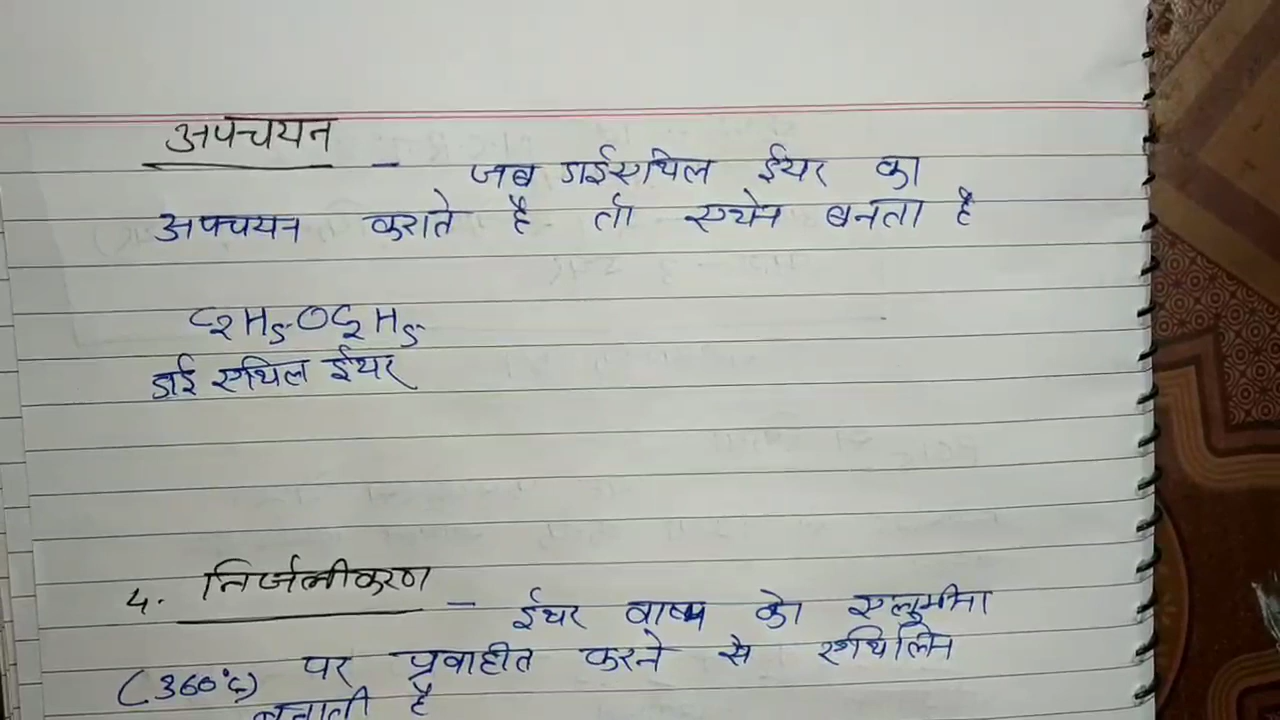 अपचयन -
जब डाईएथिल ईथर का
अपचयन कराते है तो एथेन बनता है
C2H5OC2H5
डाई एथिल ईथर
4. निर्जलीकरण -
ईथर वाष्प को एलुमीना
(360°C) पर प्रवाहीत करने से एथिलिन
बनाती है